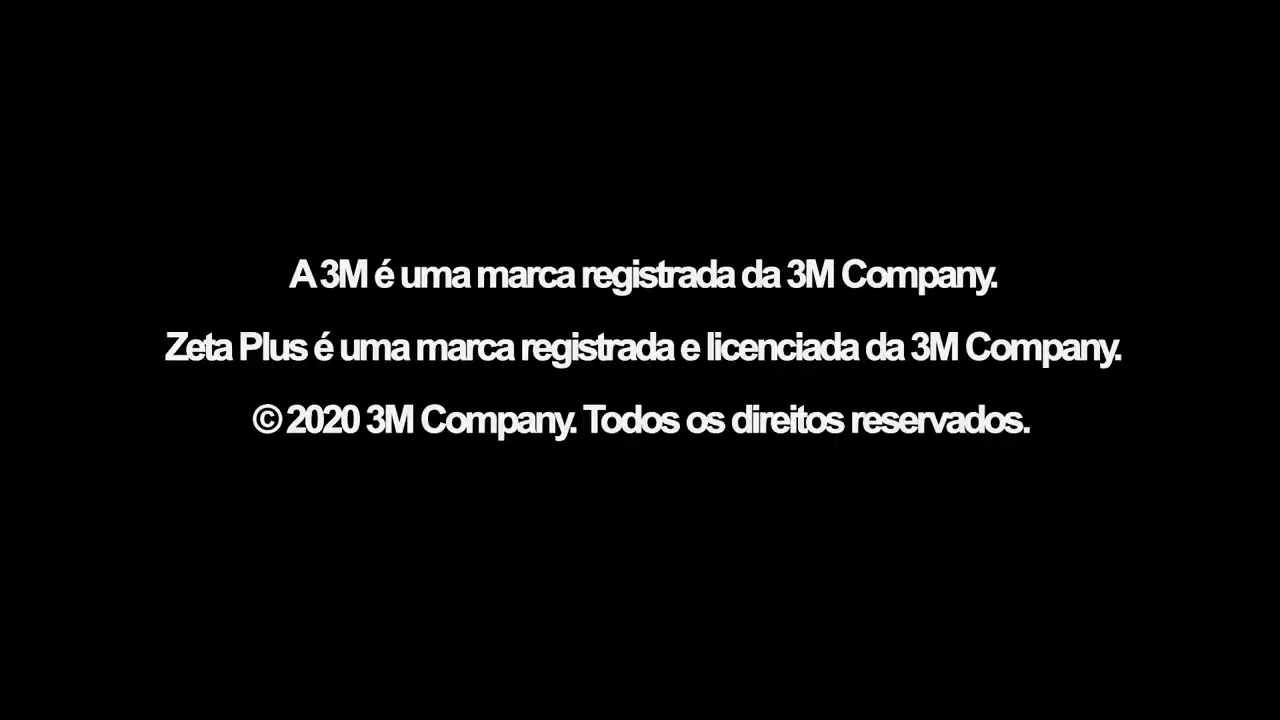 A 3M é uma marca registrada da 3M Company.
Zeta Plus é uma marca registrada e licenciada da 3M Company.
© 2020 3M Company. Todos os direitos reservados.